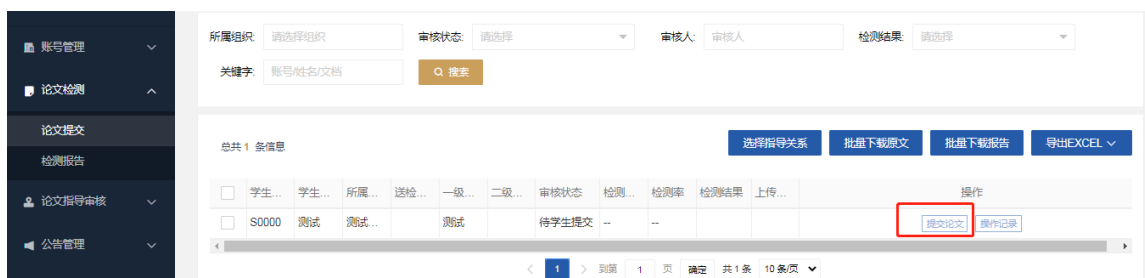 账号管理
论文检测
论文提交
检测报告
论文指导审核
公告管理
所属组织: 请选择组织 审核状态: 请选择 审核人: 审核人 检测结果: 请选择
关键字: 账号/姓名/文档 搜索
总共 1 条信息 选择指导关系 批量下载原文 批量下载报告 导出EXCEL
学生... 学生... 所属... 送检... 一级... 二级... 审核状态 检测... 检测率 检测结果 上传... 操作
S0000 测试 测试... 测试 待学生提交 -- -- 提交论文 操作记录
< 1 > 到第 1 页 确定 共 1 条 10 条/页